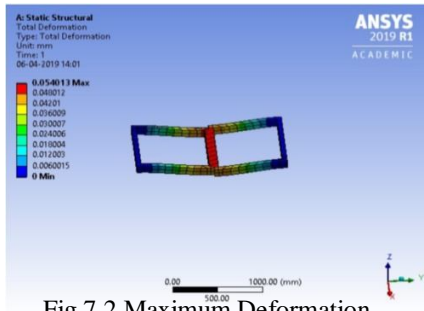 A: Static Structural
Total Deformation
Type: Total Deformation
Unit: mm
Time: 1
06-04-2019 14:01
0.054013 Max
0.048012
0.04201
0.036009
0.030007
0.024006
0.018004
0.012003
0.0060015
0 Min
ANSYS
2019 R1
ACADEMIC
0.00
1000.00 (mm)
500.00
Z
Y
X
Fig 7.2 Maximum Deformation